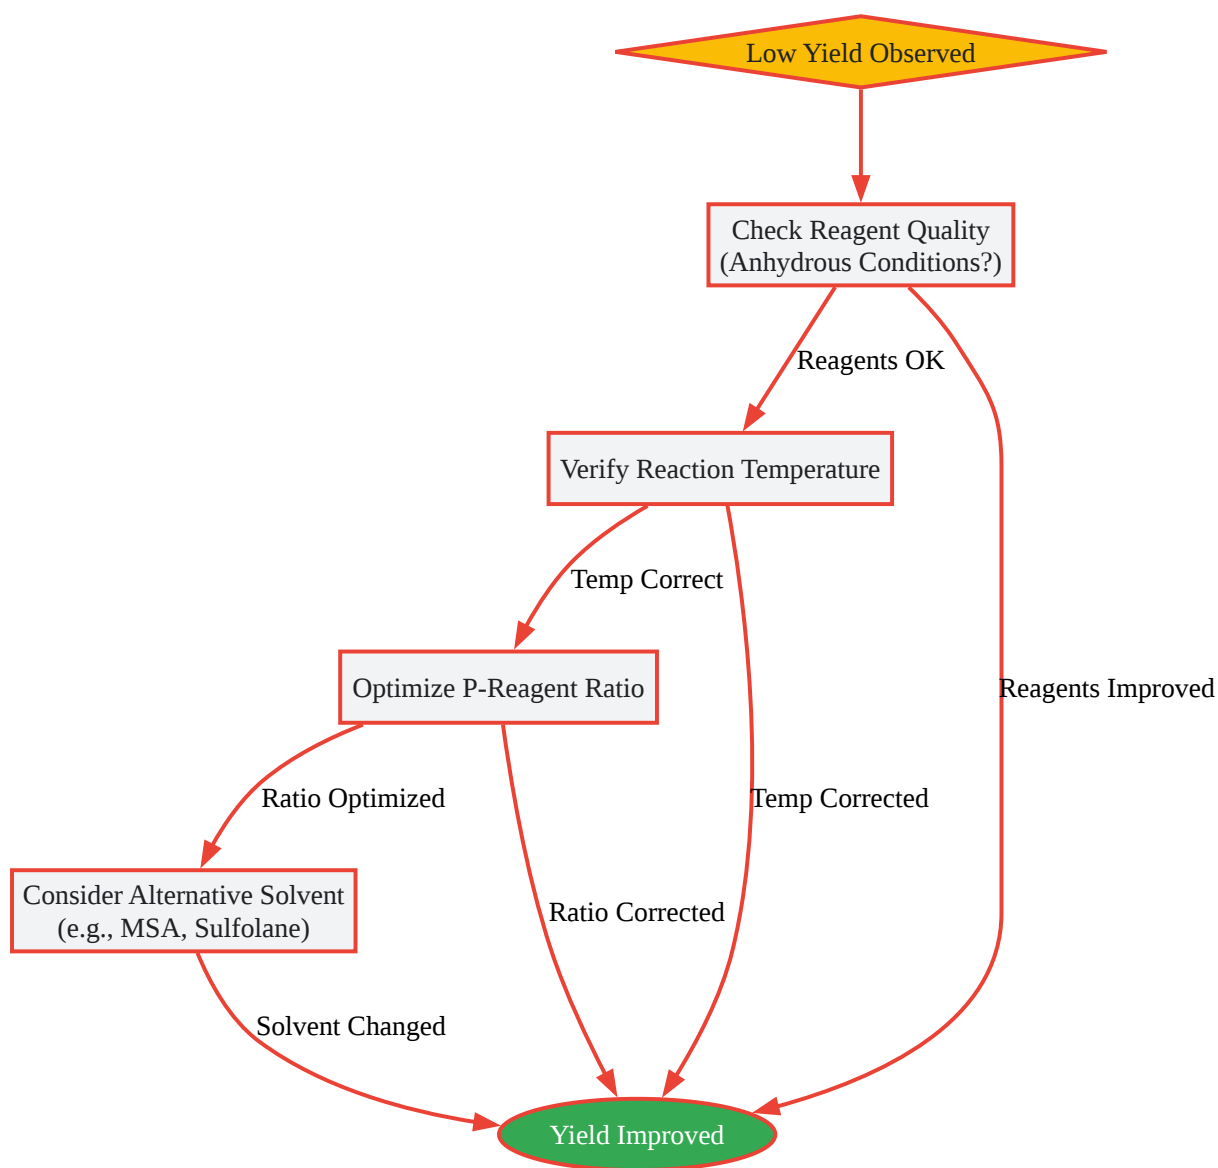 Low Yield Observed
Check Reagent Quality
(Anhydrous Conditions?)
Reagents OK
Verify Reaction Temperature
Temp Correct
Optimize P-Reagent Ratio
Reagents Improved
Ratio Optimized
Temp Corrected
Consider Alternative Solvent
(e.g., MSA, Sulfolane)
Ratio Corrected
Solvent Changed
Yield Improved